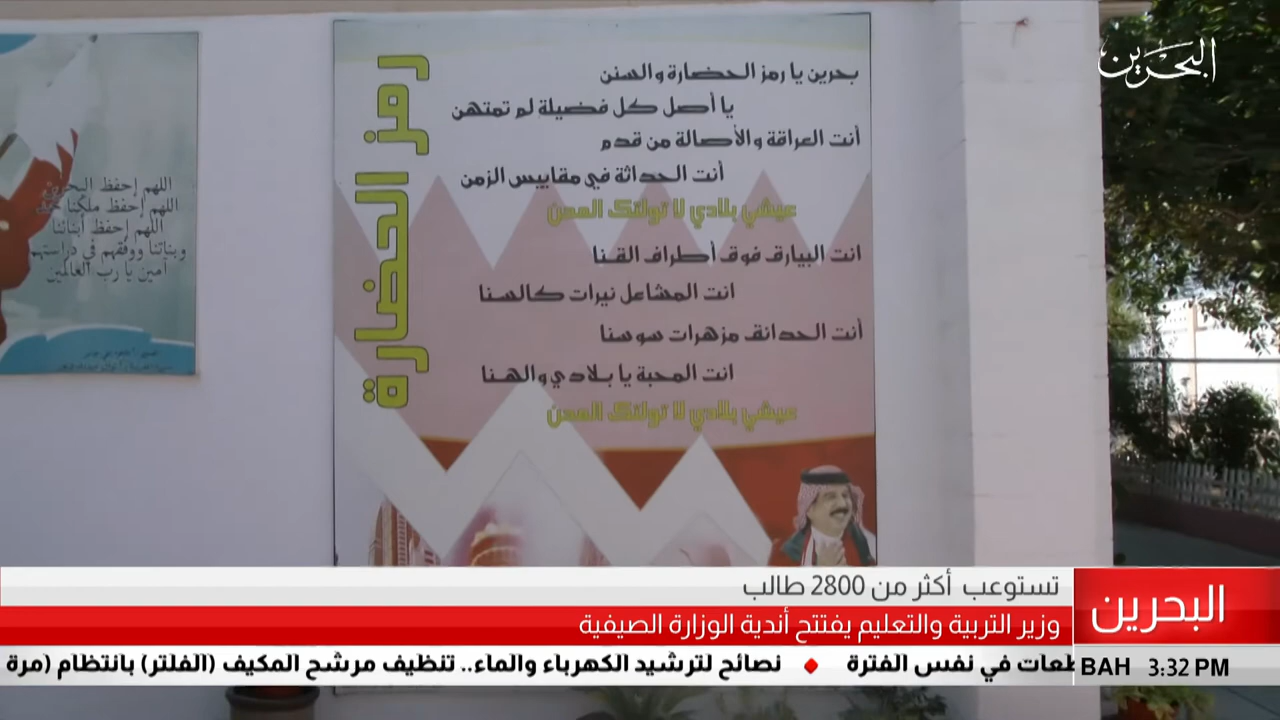 البحرين
رمز الحضارة
بحرين يا رمز الحضارة والسنن
يا أصل كل فضيلة لم تمتهن
أنت العراقة والأصالة من قدم
أنت الحداثة في مقاييس الزمن
عيشي بلادي لا تولتك المحن
انت البيارق فوق أطراف القنا
انت المشاعل نيرات كالسنا
أنت الحدائق مزهرات سوسنا
انت المحبة يا بلادي والهنا
عيشي بلادي لا تولتك المحن
اللهم إحفظ البحرين
اللهم إحفظ ملكنا
اللهم إحفظ أبنائنا
وبناتنا ووفقهم في دراستهم
آمين يا رب العالمين
تستوعب أكثر من 2800 طالب
وزير التربية والتعليم يفتتح أندية الوزارة الصيفية
البحرين
طعات في نفس الفترة ♦ نصائح لترشيد الكهرباء والماء.. تنظيف مرشح المكيف (الفلتر) بانتظام (مرة
BAH 3:32 PM